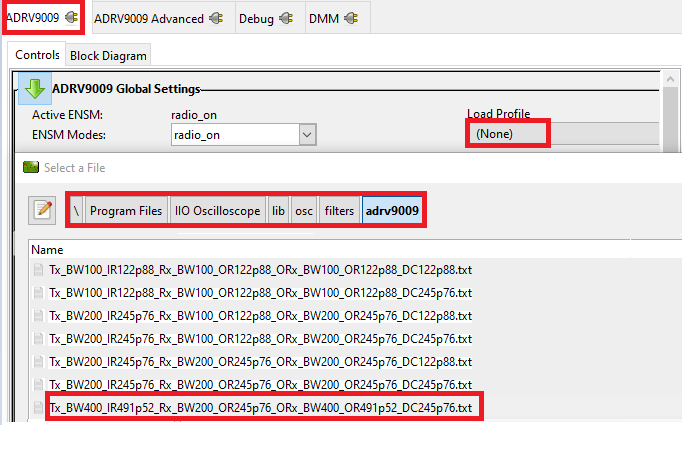 ADRV9009 ADRV9009 Advanced Debug DMM
Controls Block Diagram
ADRV9009 Global Settings
Active ENSM: radio_on Load Profile
ENSM Modes: radio_on (None)
Select a File
\ Program Files IIO Oscilloscope lib osc filters adrv9009
Name
Tx_BW100_IR122p88_Rx_BW100_OR122p88_ORx_BW100_OR122p88_DC122p88.txt
Tx_BW100_IR122p88_Rx_BW100_OR122p88_ORx_BW100_OR122p88_DC245p76.txt
Tx_BW200_IR245p76_Rx_BW100_OR122p88_ORx_BW200_OR245p76_DC245p76.txt
Tx_BW200_IR245p76_Rx_BW100_OR122p88_ORx_BW200_OR245p76_DC122p88.txt
Tx_BW200_IR245p76_Rx_BW200_OR245p76_ORx_BW200_OR245p76_DC122p88.txt
Tx_BW200_IR245p76_Rx_BW200_OR245p76_ORx_BW200_OR245p76_DC245p76.txt
Tx_BW400_IR491p52_Rx_BW200_OR245p76_ORx_BW400_OR491p52_DC245p76.txt